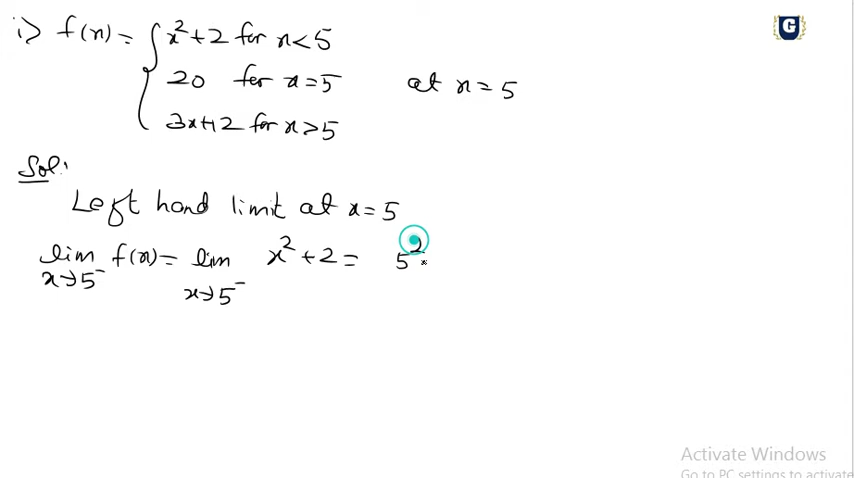 i) f(x) = { x²+2 for x<5
20 for x=5 at x=5
3x+2 for x>5
Sol:
Left hand limit at x=5
lim x→5⁻ f(x) = lim x→5⁻ x²+2 = 5²
G
Activate Windows
Go to PC settings to activate